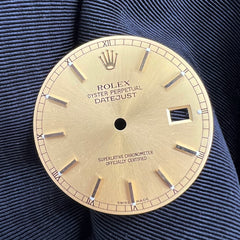 ROLEX
OYSTER PERPETUAL
DATEJUST
SUPERLATIVE CHRONOMETER
OFFICIALLY CERTIFIED